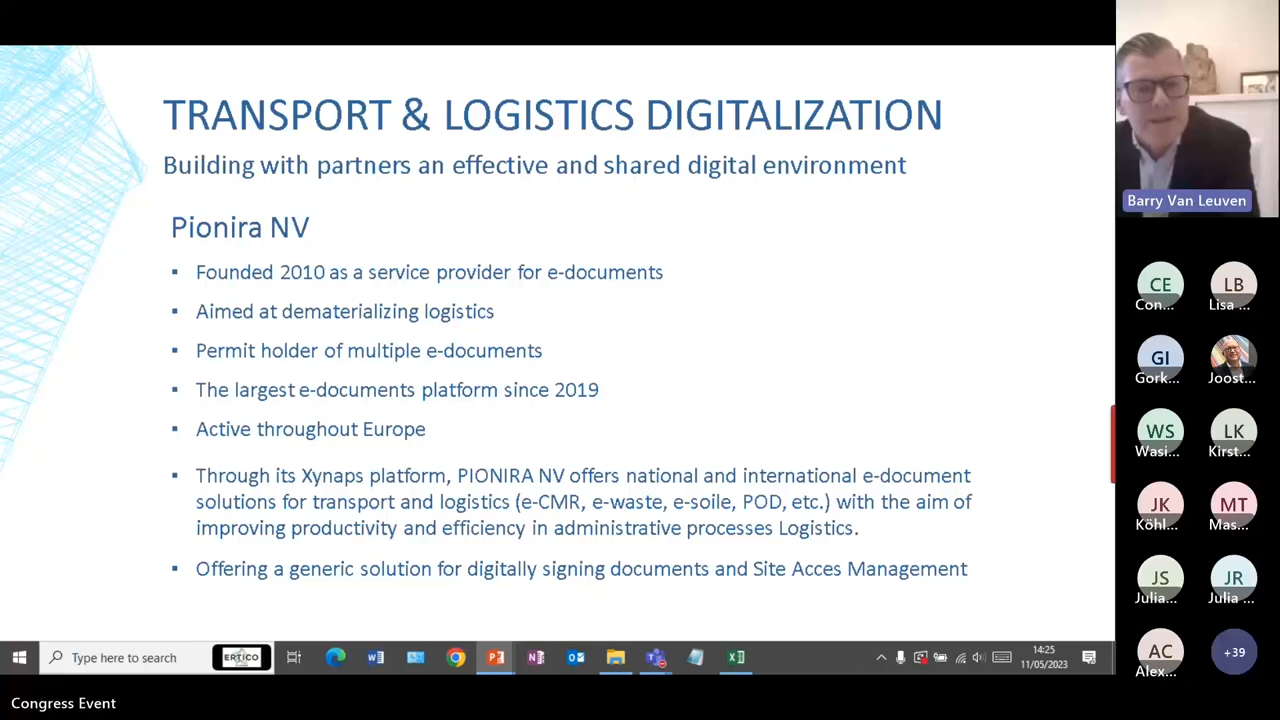 TRANSPORT & LOGISTICS DIGITALIZATION
Building with partners an effective and shared digital environment
Pionira NV
▪ Founded 2010 as a service provider for e-documents
▪ Aimed at dematerializing logistics
▪ Permit holder of multiple e-documents
▪ The largest e-documents platform since 2019
▪ Active throughout Europe
▪ Through its Xynaps platform, PIONIRA NV offers national and international e-document
solutions for transport and logistics (e-CMR, e-waste, e-soile, POD, etc.) with the aim of
improving productivity and efficiency in administrative processes Logistics.
▪ Offering a generic solution for digitally signing documents and Site Acces Management
Barry Van Leuven
CE
Con...
LB
Lisa ...
GI
Gork...
Joost...
WS
Wasi...
LK
Kirst...
JK
Köhl...
MT
Mas...
JS
Julia...
JR
Julia ...
AC
Alex...
+39
Type here to search
ERTICO
14:25
11/05/2023
Congress Event